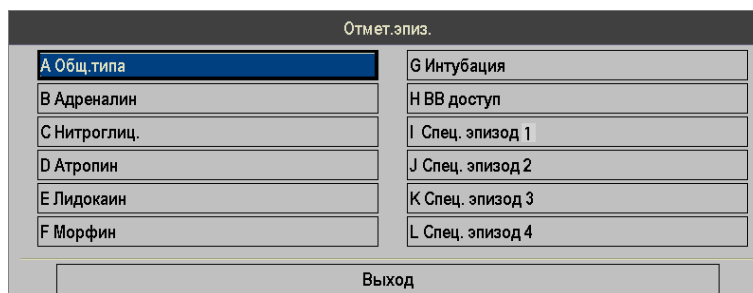 Отмет.эпиз.
A Общ.типа
B Адреналин
C Нитроглиц.
D Атропин
E Лидокаин
F Морфин
G Интубация
H ВВ доступ
I Спец. эпизод 1
J Спец. эпизод 2
K Спец. эпизод 3
L Спец. эпизод 4
Выход